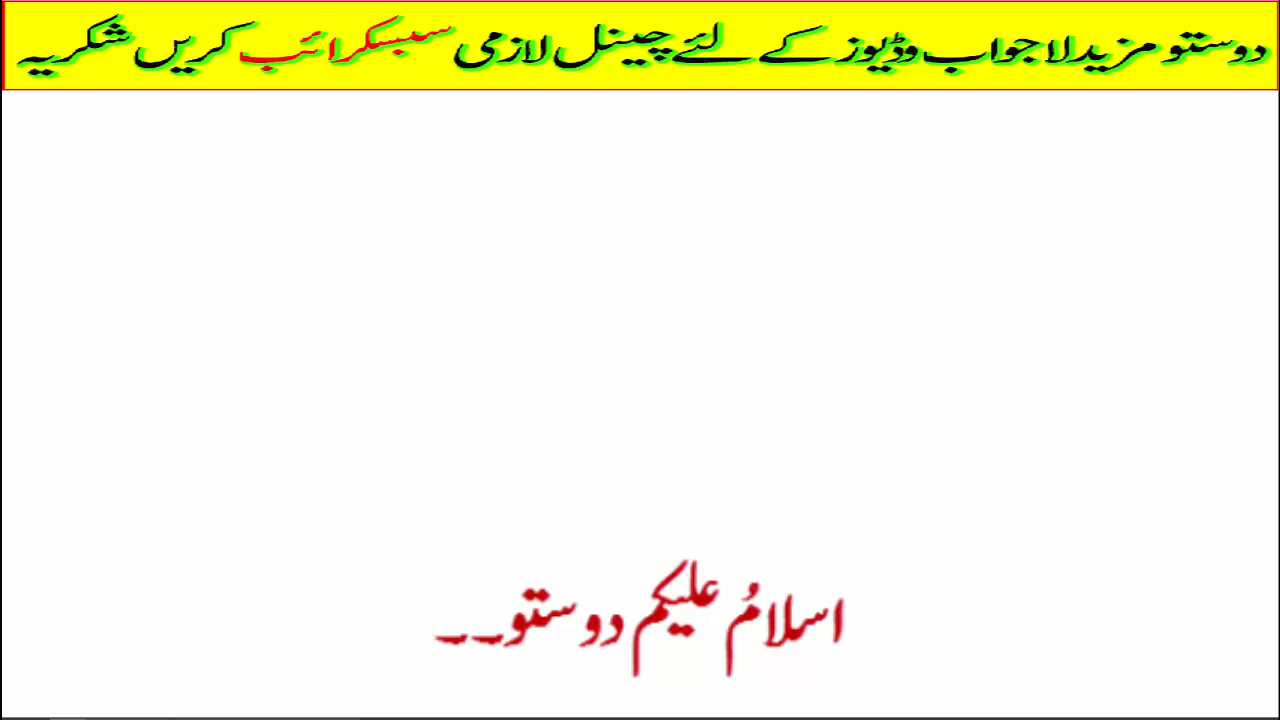 دوستو مزید لاجواب وڈیوز کے لئے چینل لازمی سبسکرائب کریں شکریہ
اسلامُ علیکم دوستو۔۔